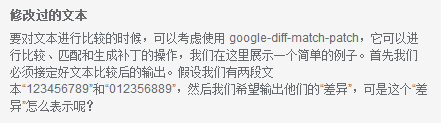 修改过的文本
要对文本进行比较的时候，可以考虑使用 google-diff-match-patch，它可以进
行比较、匹配和生成补丁的操作，我们在这里展示一个简单的例子。首先我们
必须接定好文本比较后的输出。假设我们有两段文
本“123456789”和“012356889”，然后我们希望输出他们的“差异”，可是这个“差
异”怎么表示呢？